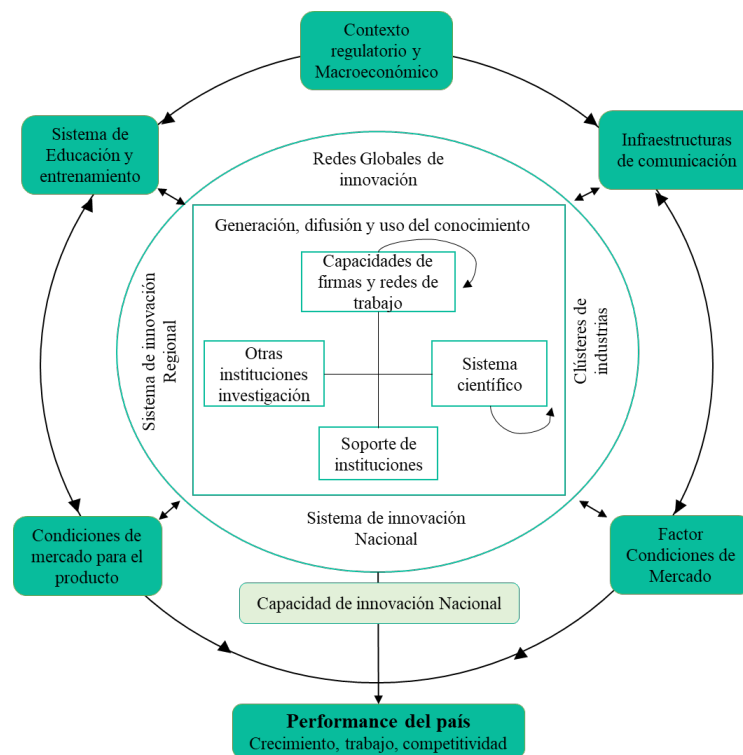 Contexto
regulatorio y
Macroeconómico
Sistema de
Educación y
entrenamiento
Infraestructuras
de comunicación
Redes Globales de
innovación
Generación, difusión y uso del conocimiento
Capacidades de
firmas y redes de
trabajo
Sistema de innovación
Regional
Otras
instituciones
investigación
Sistema
científico
Clústeres de
industrias
Soporte de
instituciones
Sistema de innovación
Nacional
Condiciones de
mercado para el
producto
Factor
Condiciones de
Mercado
Capacidad de innovación Nacional
Performance del país
Crecimiento, trabajo, competitividad